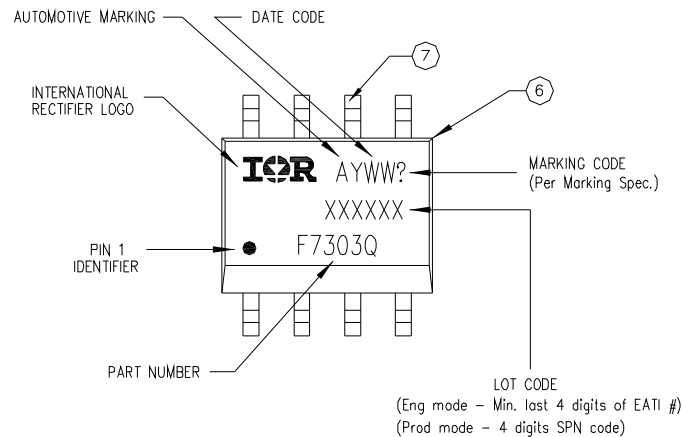 AUTOMOTIVE MARKING
DATE CODE
7
INTERNATIONAL
RECTIFIER LOGO
6
IOR
AYWW?
MARKING CODE
(Per Marking Spec.)
XXXXXX
PIN 1
IDENTIFIER
F7303Q
PART NUMBER
LOT CODE
(Eng mode – Min. last 4 digits of EATI #)
(Prod mode – 4 digits SPN code)